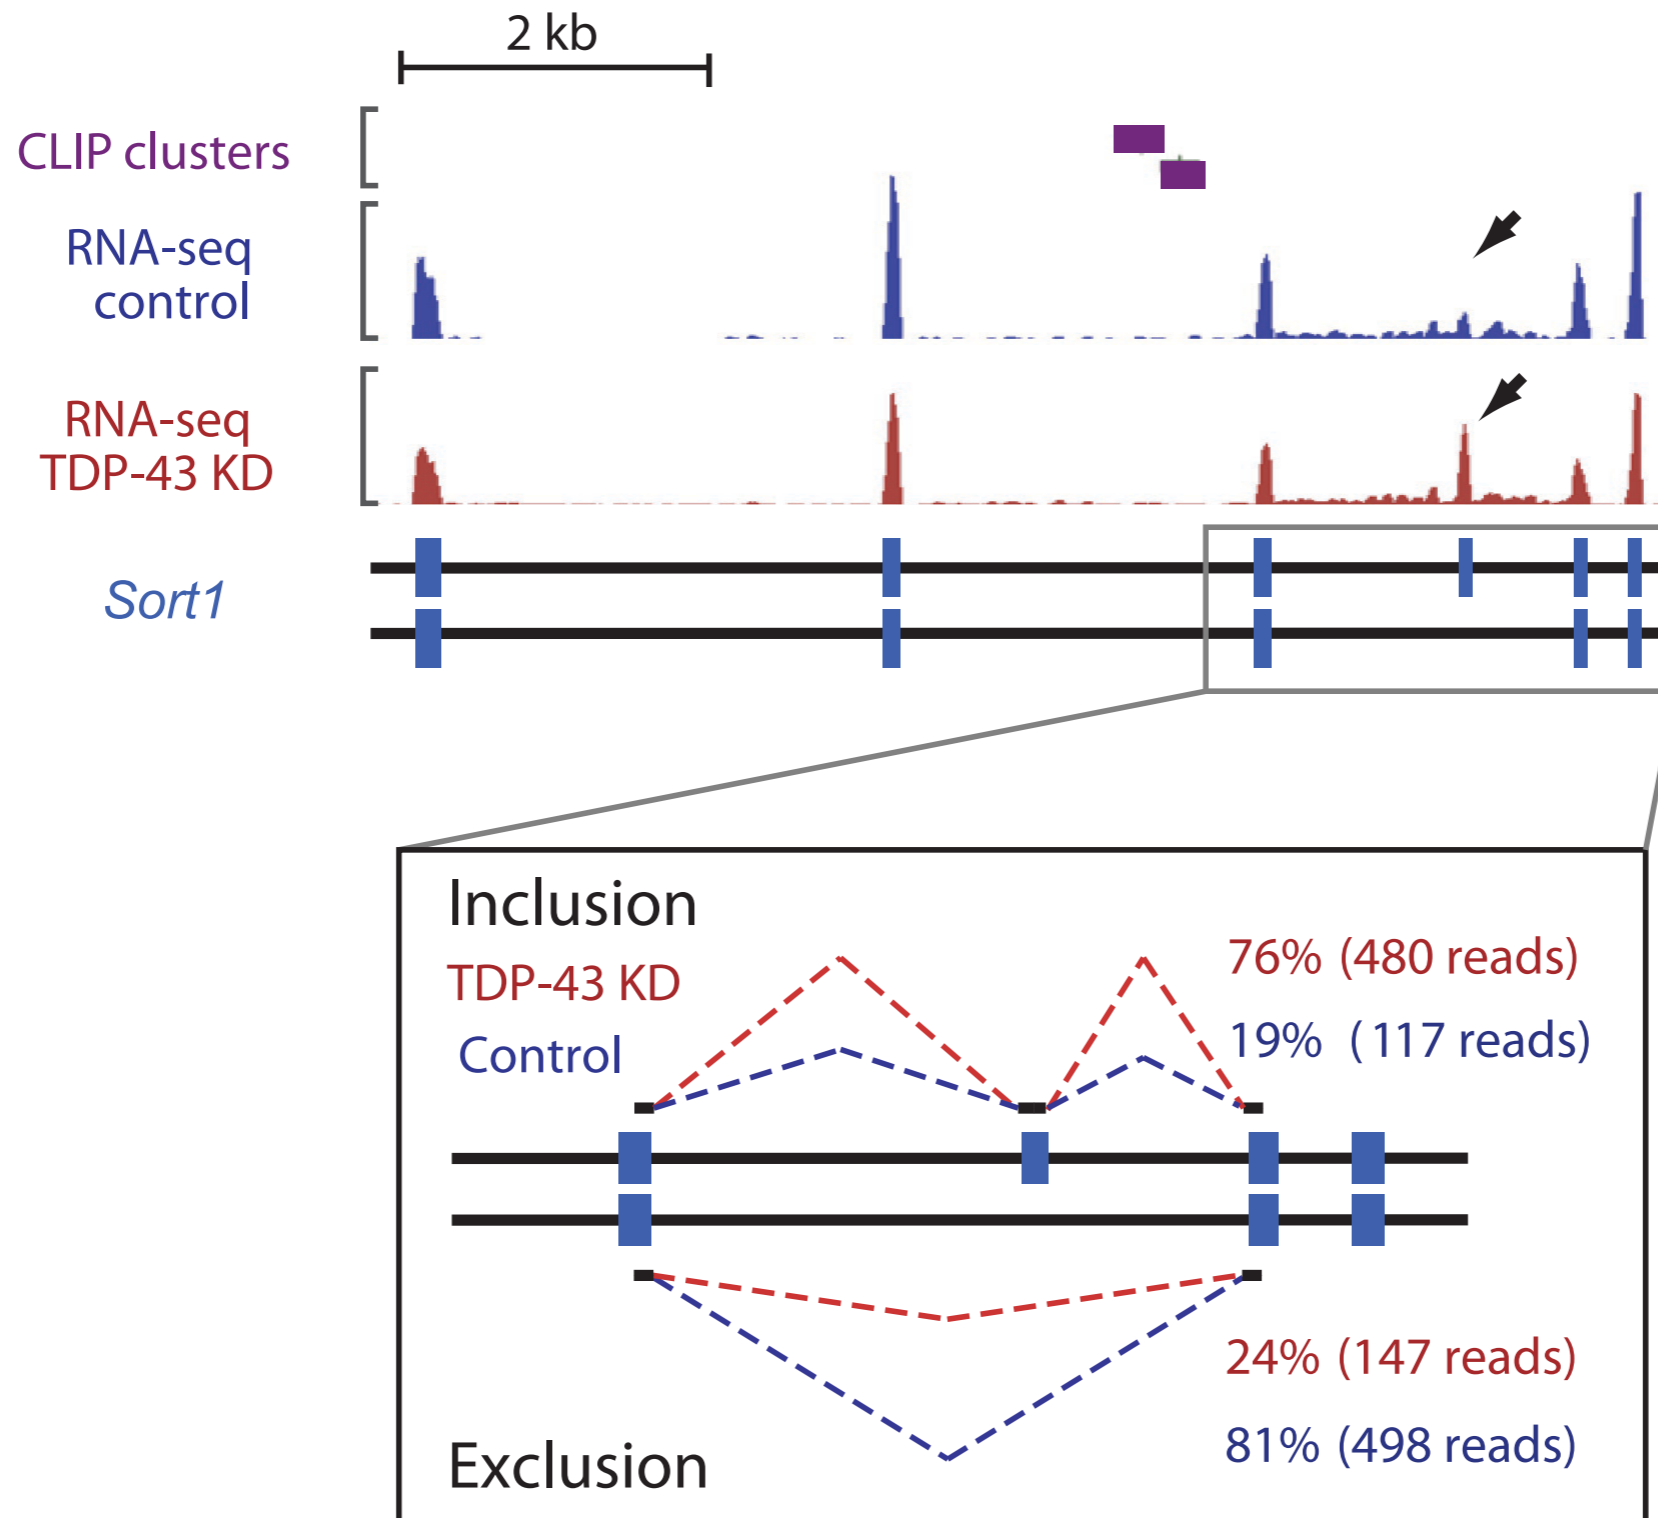 2 kb
CLIP clusters
RNA-seq
control
RNA-seq
TDP-43 KD
Sort1
Inclusion
TDP-43 KD
76% (480 reads)
Control
19% (117 reads)
24% (147 reads)
81% (498 reads)
Exclusion